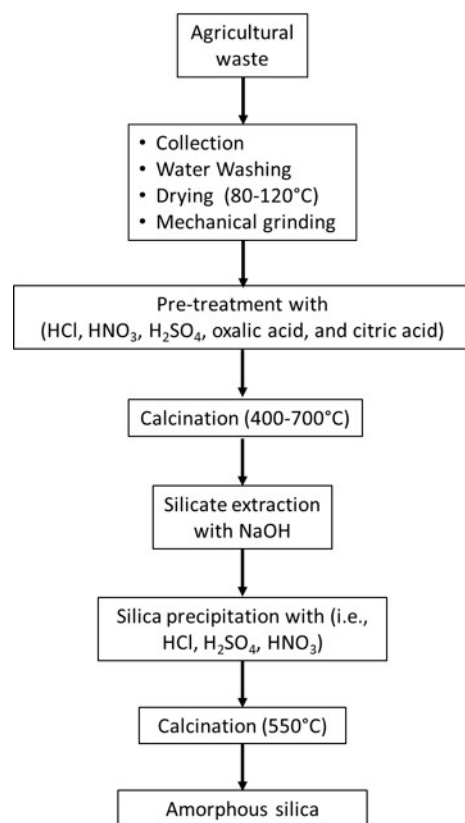 Agricultural
waste
• Collection
• Water Washing
• Drying (80-120°C)
• Mechanical grinding
Pre-treatment with
(HCl, HNO₃, H₂SO₄, oxalic acid, and citric acid)
Calcination (400-700°C)
Silicate extraction
with NaOH
Silica precipitation with (i.e.,
HCl, H₂SO₄, HNO₃)
Calcination (550°C)
Amorphous silica